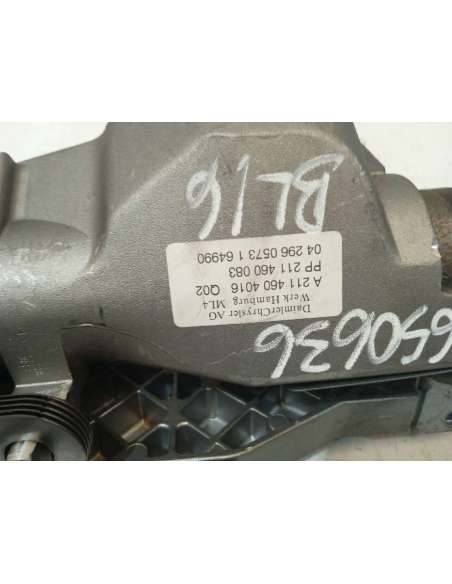 BL16
DaimlerChrysler AG
Werk Hamburg ML4
A 211 460 4016 Q02
PP 211 460 083
04 296 0573 1 64990
650636